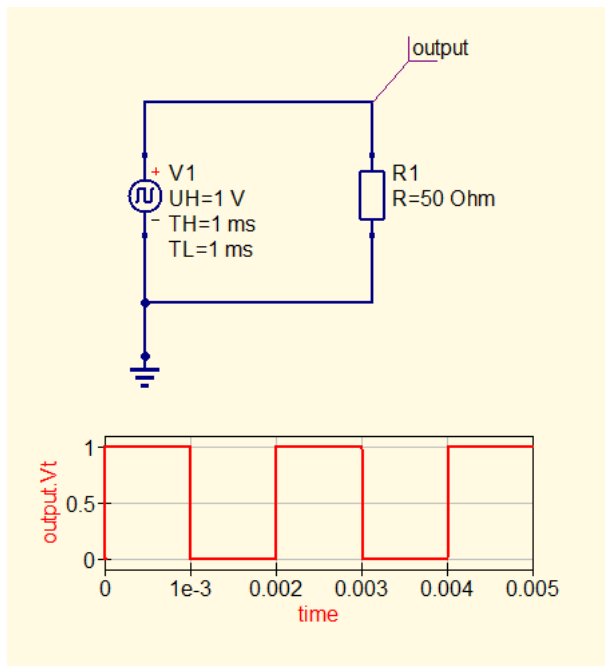 output
+ V1
UH=1 V
− TH=1 ms
TL=1 ms
R1
R=50 Ohm
output.Vt
1
0.5
0
0 1e-3 0.002 0.003 0.004 0.005
time